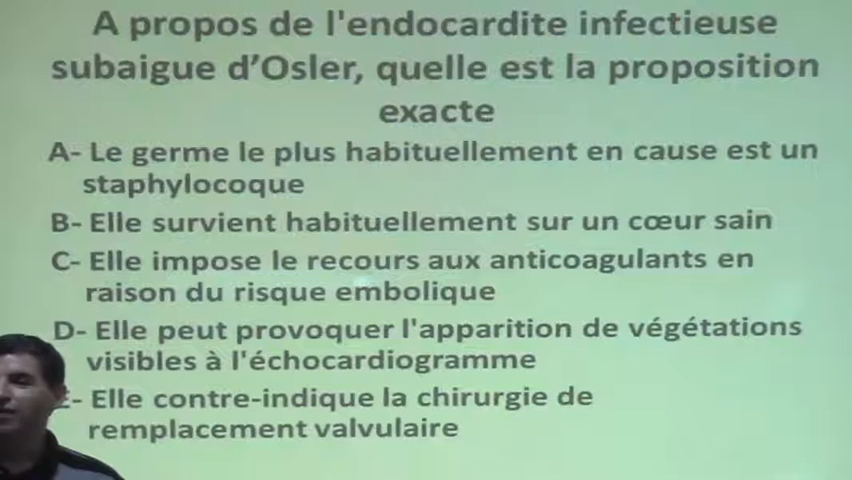 A propos de l'endocardite infectieuse
subaigue d’Osler, quelle est la proposition
exacte
A- Le germe le plus habituellement en cause est un
staphylocoque
B- Elle survient habituellement sur un cœur sain
C- Elle impose le recours aux anticoagulants en
raison du risque embolique
D- Elle peut provoquer l'apparition de végétations
visibles à l'échocardiogramme
E- Elle contre-indique la chirurgie de
remplacement valvulaire